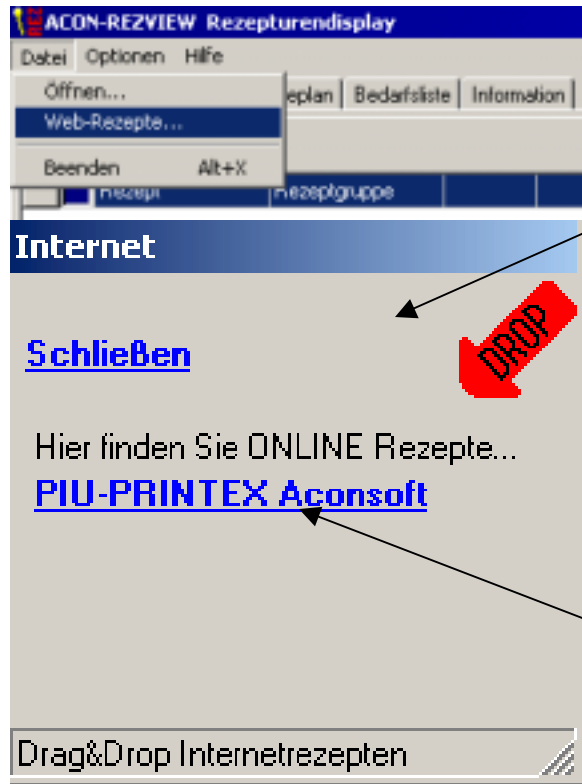 ACON-REZVIEW Rezepturendisplay
Datei Optionen Hilfe
Öffnen...
eplan Bedarfsliste Information
Web-Rezepte...
Beenden Alt+X
Rezept Rezeptgruppe
Internet
DROP
Schließen
Hier finden Sie ONLINE Rezepte...
PIU-PRINTEX Aconsoft
Drag&Drop Internetrezepten